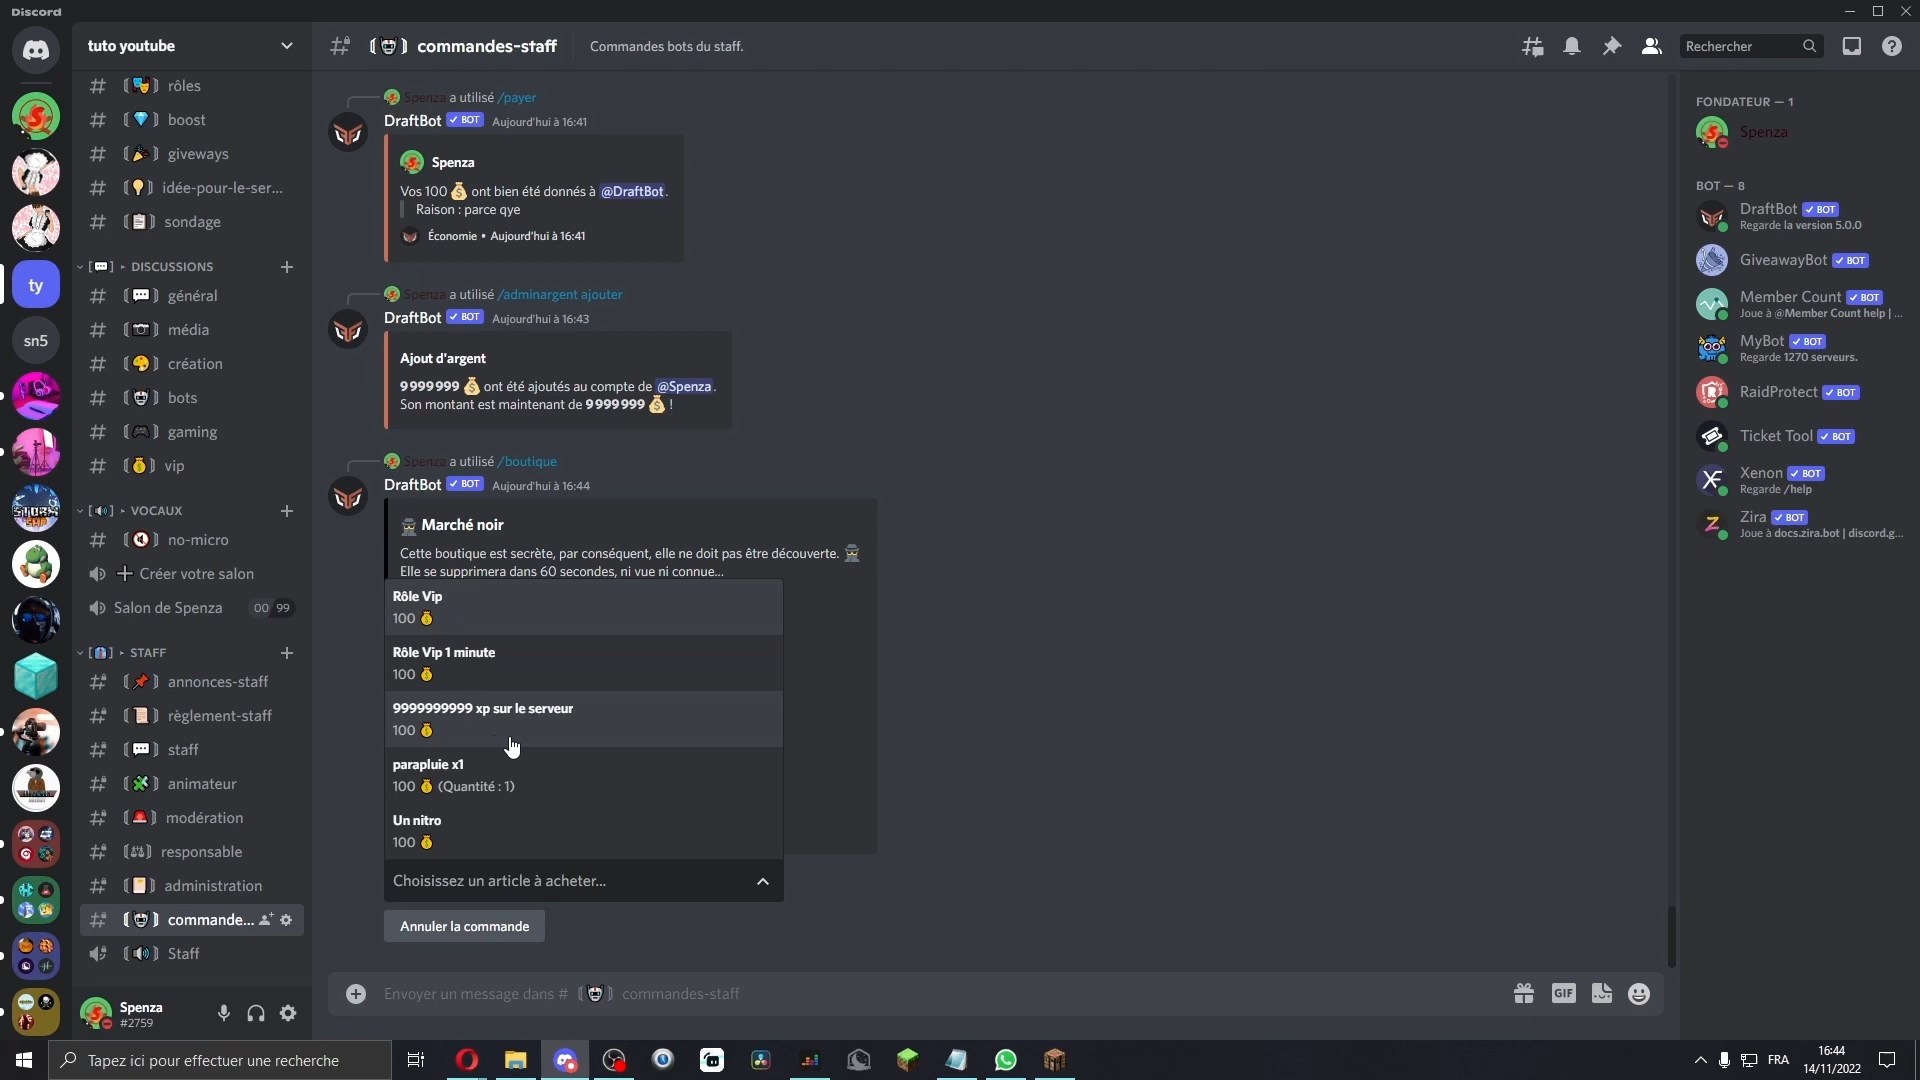 Discord
tuto youtube
rôles
boost
giveways
idée-pour-le-ser...
sondage
DISCUSSIONS
général
média
création
bots
gaming
vip
VOCAUX
no-micro
Créer votre salon
Salon de Spenza 00 99
STAFF
annonces-staff
règlement-staff
staff
animateur
modération
responsable
administration
commande...
Staff
ty
sn5
Spenza
#2759
commandes-staff
Commandes bots du staff.
Rechercher
Spenza a utilisé /payer
DraftBot BOT Aujourd'hui à 16:41
Spenza
Vos 100 ont bien été donnés à @DraftBot.
Raison : parce qye
Économie • Aujourd'hui à 16:41
Spenza a utilisé /adminargent ajouter
DraftBot BOT Aujourd'hui à 16:43
Ajout d'argent
9999999 ont été ajoutés au compte de @Spenza.
Son montant est maintenant de 9999999 !
Spenza a utilisé /boutique
DraftBot BOT Aujourd'hui à 16:44
Marché noir
Cette boutique est secrète, par conséquent, elle ne doit pas être découverte.
Elle se supprimera dans 60 secondes, ni vue ni connue...
Rôle Vip
100
Rôle Vip 1 minute
100
9999999999 xp sur le serveur
100
parapluie x1
100 (Quantité : 1)
Un nitro
100
Choisissez un article à acheter...
Annuler la commande
Envoyer un message dans # commandes-staff
GIF
FONDATEUR — 1
Spenza
BOT — 8
DraftBot BOT
Regarde la version 5.0.0
GiveawayBot BOT
Member Count BOT
Joue à @Member Count help | ...
MyBot BOT
Regarde 1270 serveurs.
RaidProtect BOT
Ticket Tool BOT
Xenon BOT
Regarde /help
Zira BOT
Joue à docs.zira.bot | discord.g...
Tapez ici pour effectuer une recherche
FRA
16:44
14/11/2022